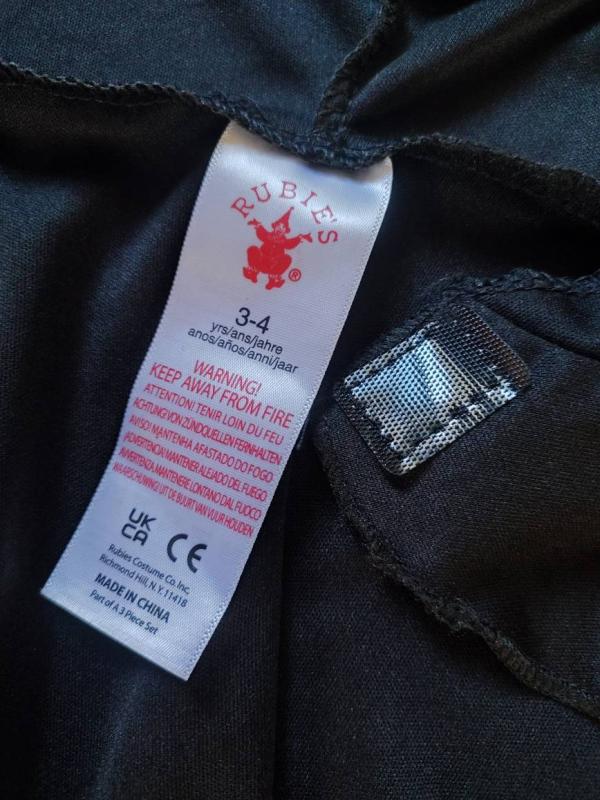 RUBIE'S
®
3-4
yrs/ans/jahre
anos/años/anni/jaar
WARNING!
KEEP AWAY FROM FIRE
ATTENTION! TENIR LOIN DU FEU
ACHTUNG! VON ZÜNDQUELLEN FERNHALTEN
AVISO! MANTENHA AFASTADO DO FOGO
¡ADVERTENCIA! MANTENER ALEJADO DEL FUEGO
AVVERTENZA: MANTENERE LONTANO DAL FUOCO
WAARSCHUWING! UIT DE BUURT VAN VUUR HOUDEN
UK
CA CE
Rubies Costume Co. Inc.
Richmond Hill, N.Y. 11418
MADE IN CHINA
Part of A 3 Piece Set